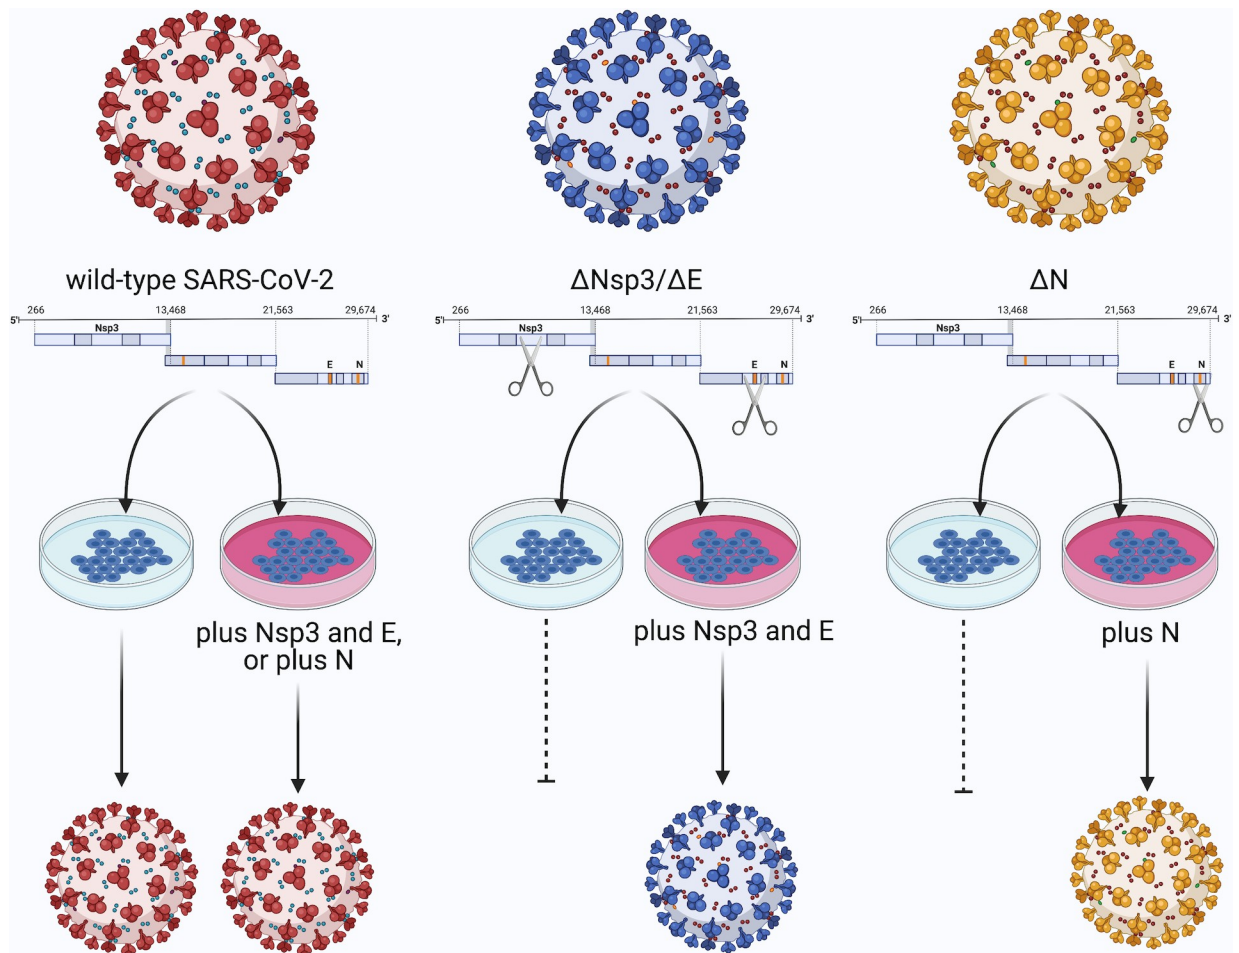 wild-type SARS-CoV-2
ΔNsp3/ΔE
ΔN
266 13,468 21,563 29,674
5' 3'
Nsp3
E N
266 13,468 21,563 29,674
5' 3'
Nsp3
E N
266 13,468 21,563 29,674
5' 3'
Nsp3
E N
plus Nsp3 and E,
or plus N
plus Nsp3 and E
plus N